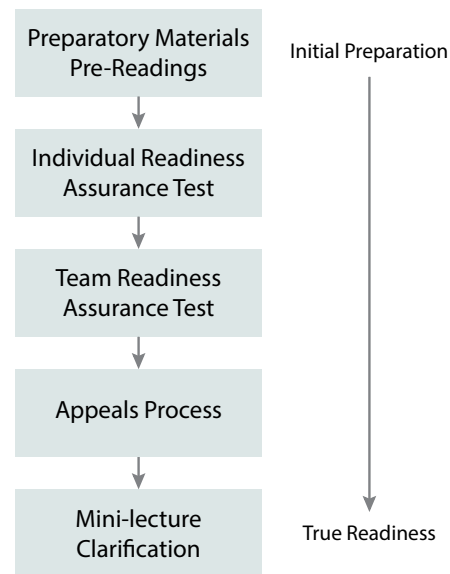 Preparatory Materials
Pre-Readings
Initial Preparation
Individual Readiness
Assurance Test
Team Readiness
Assurance Test
Appeals Process
Mini-lecture
Clarification
True Readiness